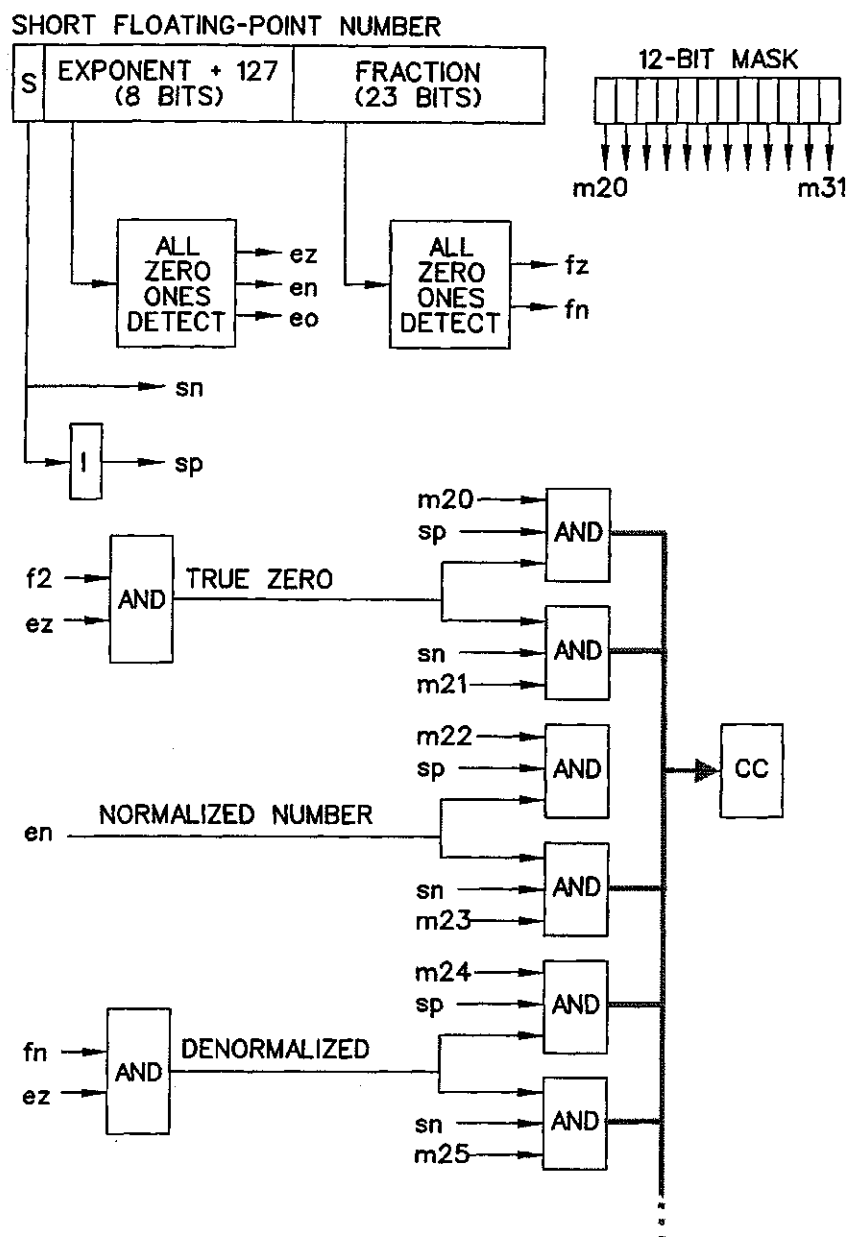 SHORT FLOATING-POINT NUMBER
S
EXPONENT + 127
(8 BITS)
FRACTION
(23 BITS)
12-BIT MASK
m20
m31
ALL
ZERO
ONES
DETECT
ez
en
eo
ALL
ZERO
ONES
DETECT
fz
fn
sn
I
sp
m20
sp
AND
f2
ez
AND
TRUE ZERO
sn
m21
AND
m22
sp
AND
CC
en
NORMALIZED NUMBER
sn
m23
AND
m24
sp
AND
fn
ez
AND
DENORMALIZED
sn
m25
AND